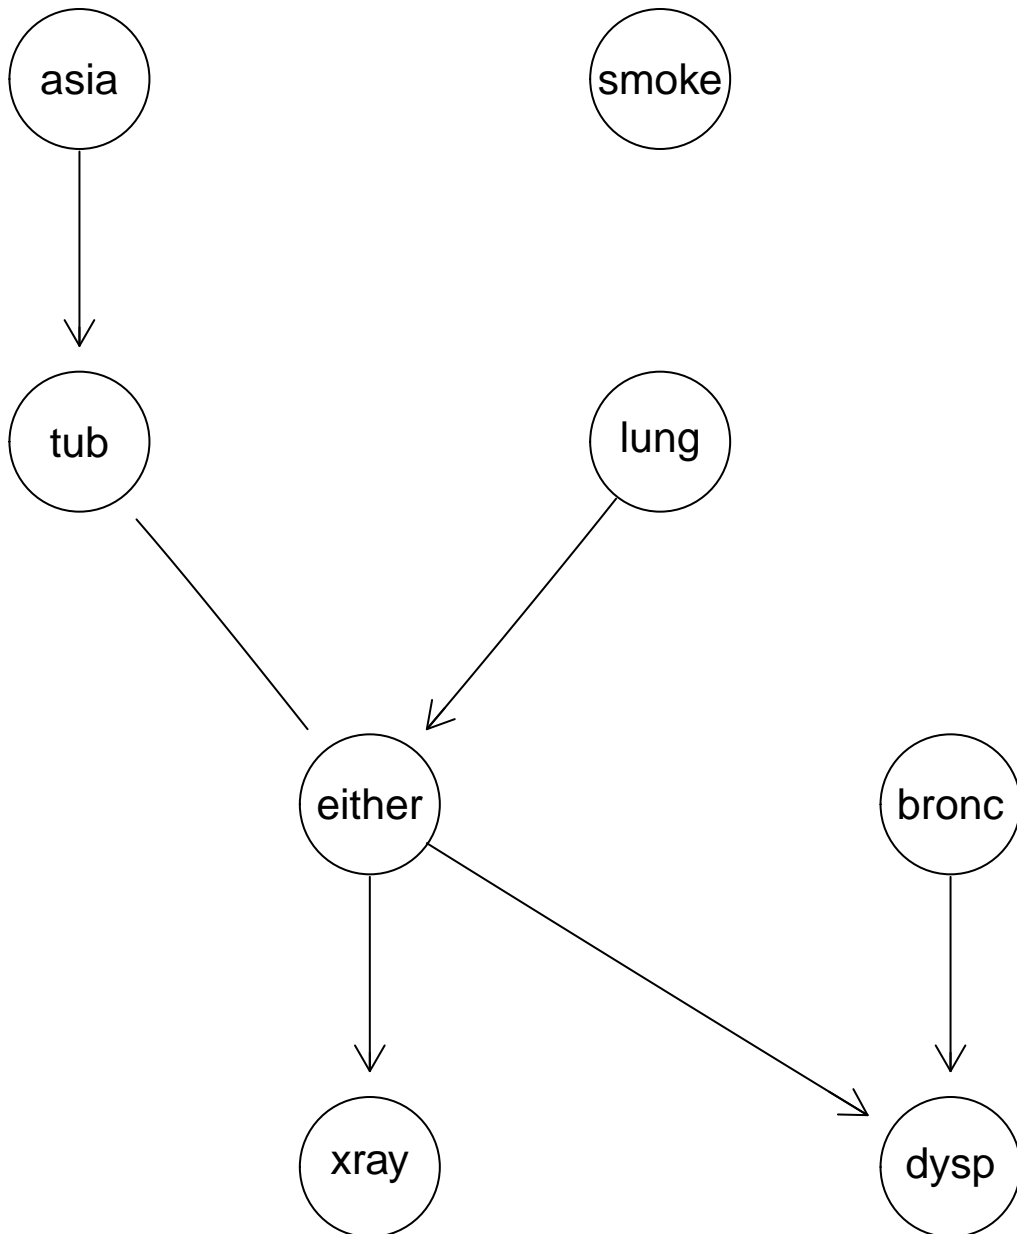 asia
smoke
tub
lung
either
bronc
xray
dysp